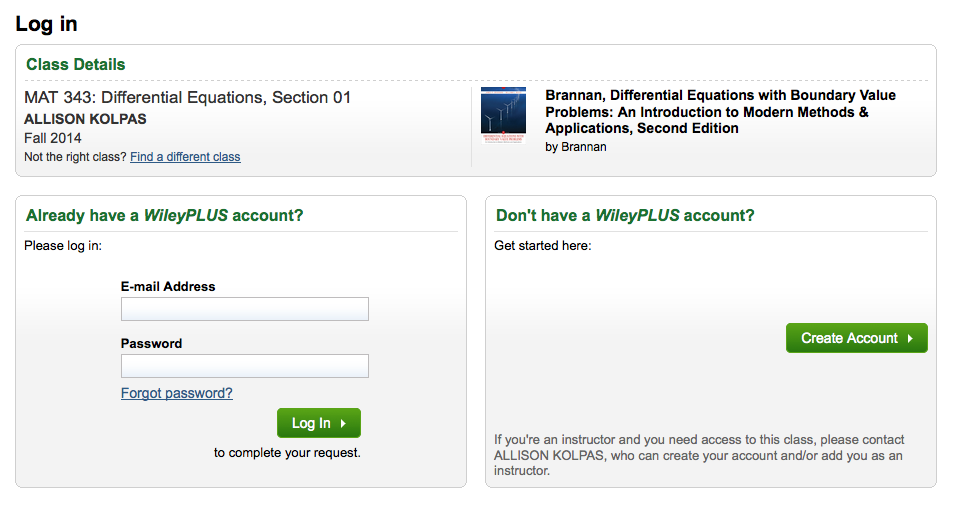 Log in
Class Details
MAT 343: Differential Equations, Section 01
ALLISON KOLPAS
Fall 2014
Not the right class? Find a different class
Brannan, Differential Equations with Boundary Value
Problems: An Introduction to Modern Methods &
Applications, Second Edition
by Brannan
Already have a WileyPLUS account?
Please log in:
E-mail Address
Password
Forgot password?
Log In
to complete your request.
Don't have a WileyPLUS account?
Get started here:
Create Account
If you're an instructor and you need access to this class, please contact
ALLISON KOLPAS, who can create your account and/or add you as an
instructor.